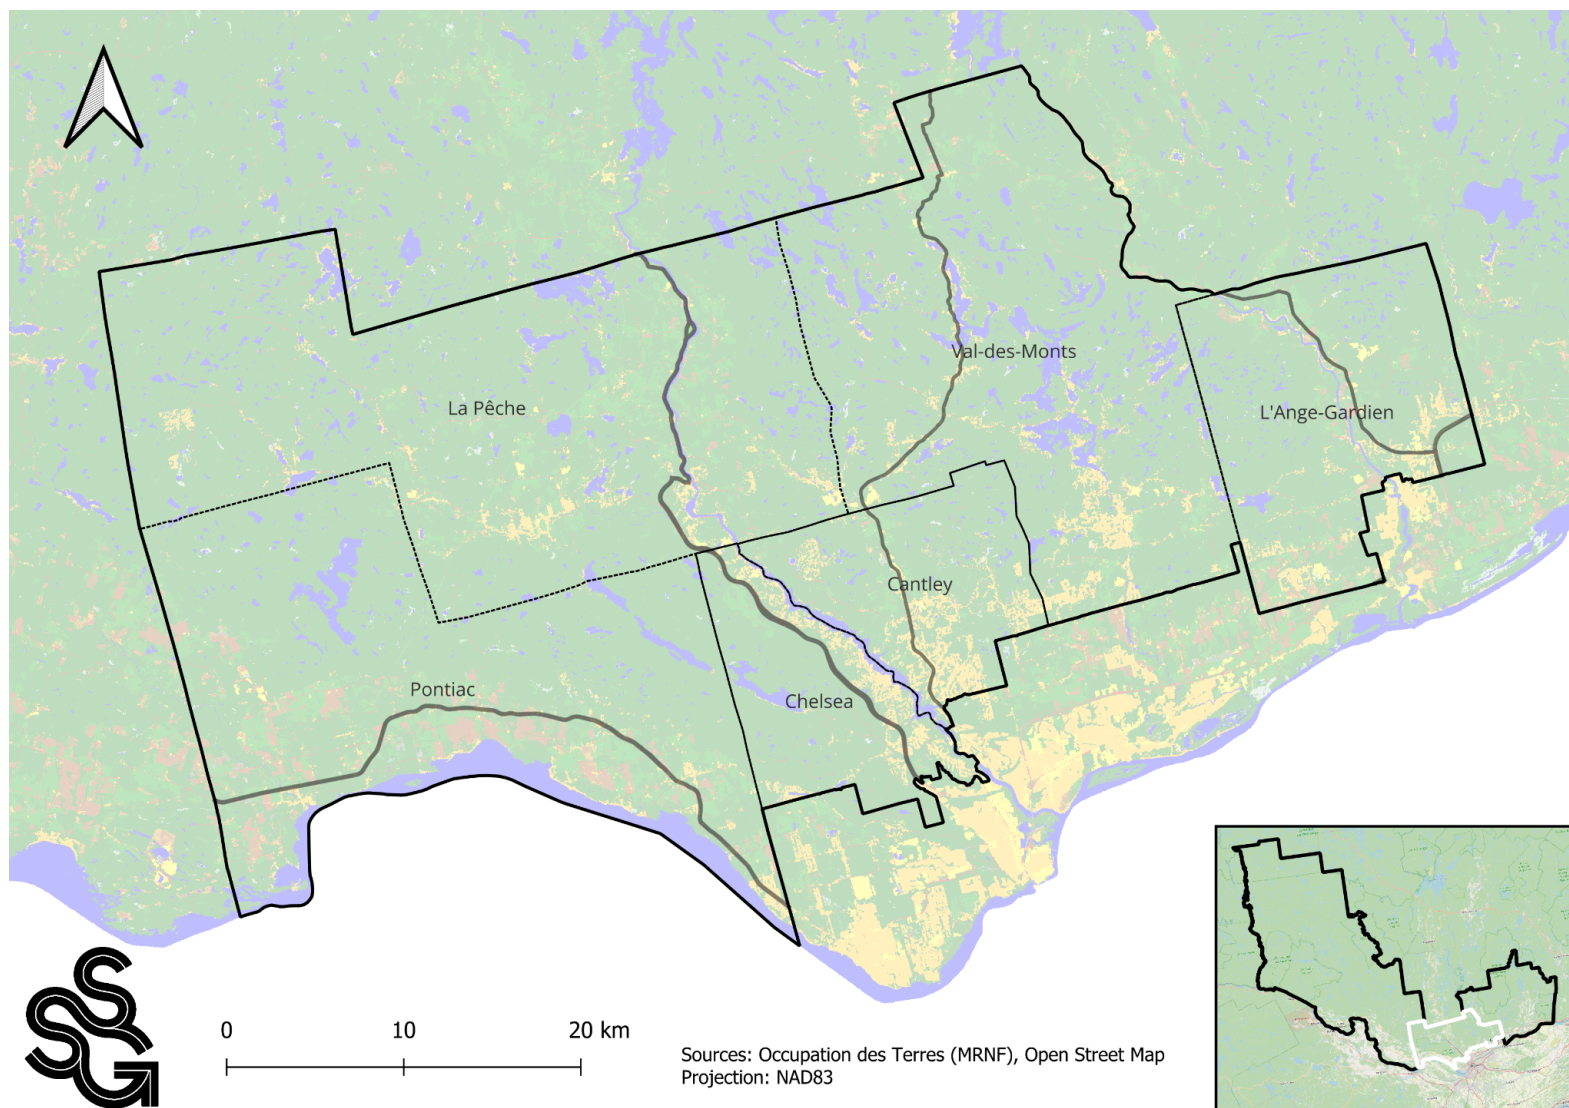 Val-des-Monts
La Pêche
L'Ange-Gardien
Cantley
Pontiac
Chelsea
SSG
0 10 20 km
Sources: Occupation des Terres (MRNF), Open Street Map
Projection: NAD83